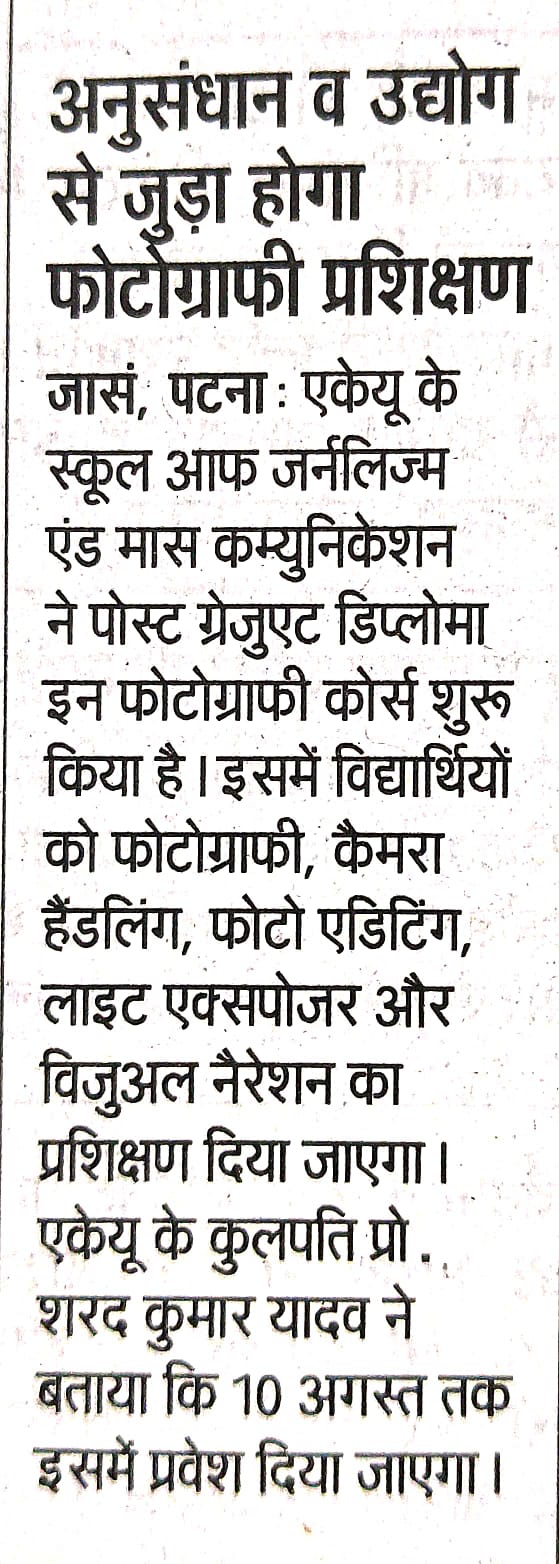 अनुसंधान व उद्योग
से जुड़ा होगा
फोटोग्राफी प्रशिक्षण
जासं, पटना : एकेयू के
स्कूल आफ जर्नलिज्म
एंड मास कम्युनिकेशन
ने पोस्ट ग्रेजुएट डिप्लोमा
इन फोटोग्राफी कोर्स शुरू
किया है। इसमें विद्यार्थियों
को फोटोग्राफी, कैमरा
हैंडलिंग, फोटो एडिटिंग,
लाइट एक्सपोजर और
विजुअल नैरेशन का
प्रशिक्षण दिया जाएगा।
एकेयू के कुलपति प्रो.
शरद कुमार यादव ने
बताया कि 10 अगस्त तक
इसमें प्रवेश दिया जाएगा।